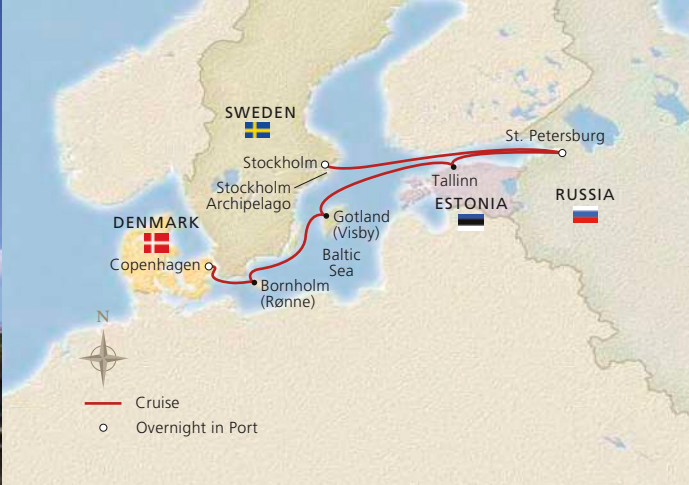 SWEDEN
Stockholm
Stockholm
Archipelago
St. Petersburg
Tallinn
ESTONIA
RUSSIA
DENMARK
Copenhagen
Gotland
(Visby)
Baltic
Sea
Bornholm
(Rønne)
N
Cruise
Overnight in Port